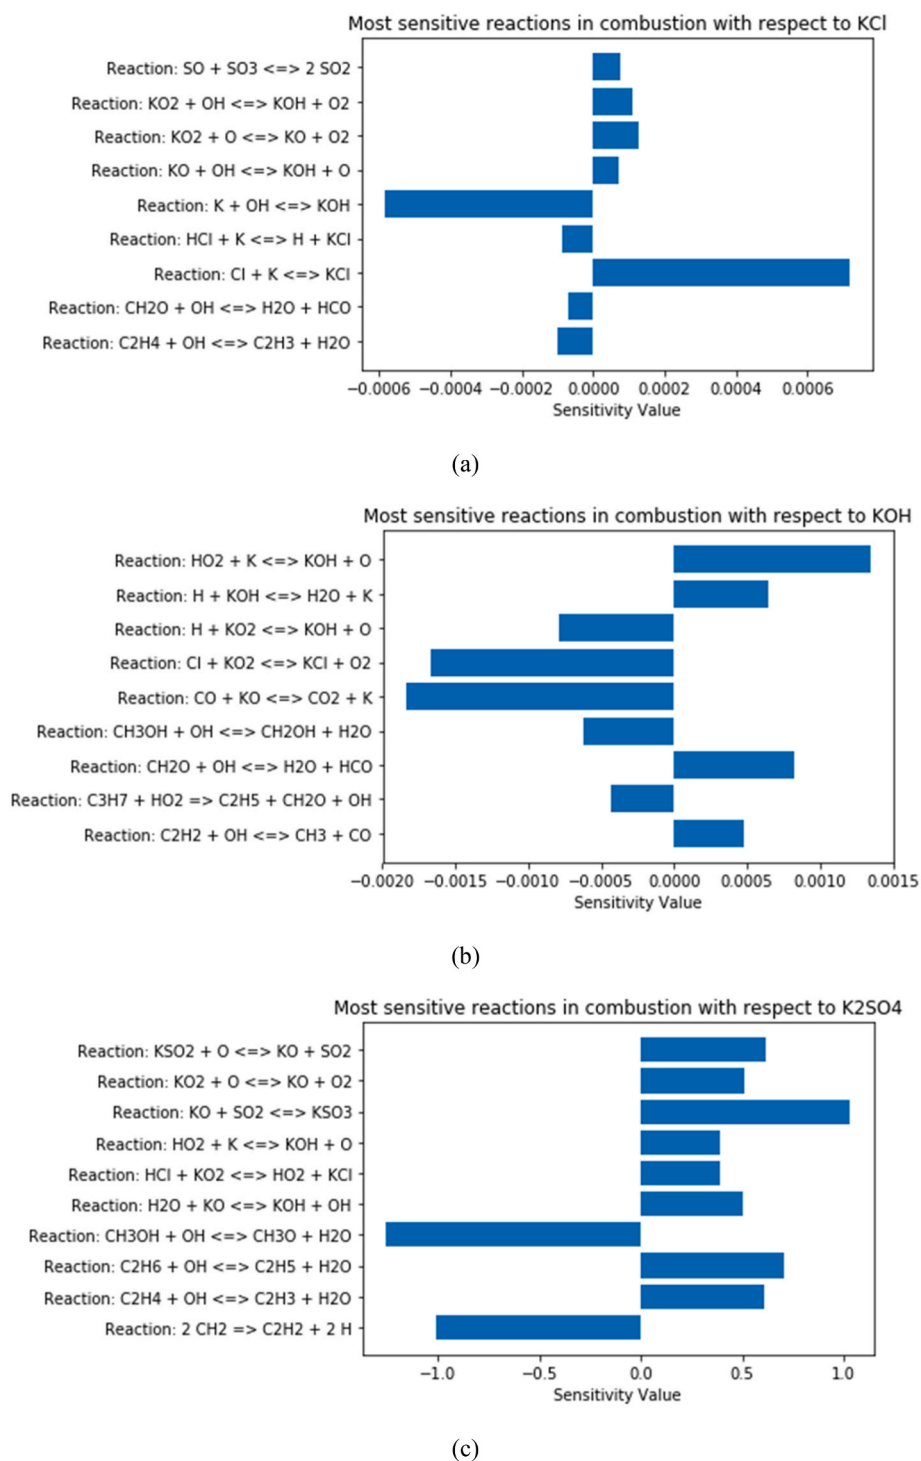 Most sensitive reactions in combustion with respect to KCl
Reaction: SO + SO3 <=> 2 SO2
Reaction: KO2 + OH <=> KOH + O2
Reaction: KO2 + O <=> KO + O2
Reaction: KO + OH <=> KOH + O
Reaction: K + OH <=> KOH
Reaction: HCl + K <=> H + KCl
Reaction: Cl + K <=> KCl
Reaction: CH2O + OH <=> H2O + HCO
Reaction: C2H4 + OH <=> C2H3 + H2O
−0.0006 −0.0004 −0.0002 0.0000 0.0002 0.0004 0.0006
Sensitivity Value
(a)
Most sensitive reactions in combustion with respect to KOH
Reaction: HO2 + K <=> KOH + O
Reaction: H + KOH <=> H2O + K
Reaction: H + KO2 <=> KOH + O
Reaction: Cl + KO2 <=> KCl + O2
Reaction: CO + KO <=> CO2 + K
Reaction: CH3OH + OH <=> CH2OH + H2O
Reaction: CH2O + OH <=> H2O + HCO
Reaction: C3H7 + HO2 => C2H5 + CH2O + OH
Reaction: C2H2 + OH <=> CH3 + CO
−0.0020 −0.0015 −0.0010 −0.0005 0.0000 0.0005 0.0010 0.0015
Sensitivity Value
(b)
Most sensitive reactions in combustion with respect to K2SO4
Reaction: KSO2 + O <=> KO + SO2
Reaction: KO2 + O <=> KO + O2
Reaction: KO + SO2 <=> KSO3
Reaction: HO2 + K <=> KOH + O
Reaction: HCl + KO2 <=> HO2 + KCl
Reaction: H2O + KO <=> KOH + OH
Reaction: CH3OH + OH <=> CH3O + H2O
Reaction: C2H6 + OH <=> C2H5 + H2O
Reaction: C2H4 + OH <=> C2H3 + H2O
Reaction: 2 CH2 => C2H2 + 2 H
−1.0 −0.5 0.0 0.5 1.0
Sensitivity Value
(c)